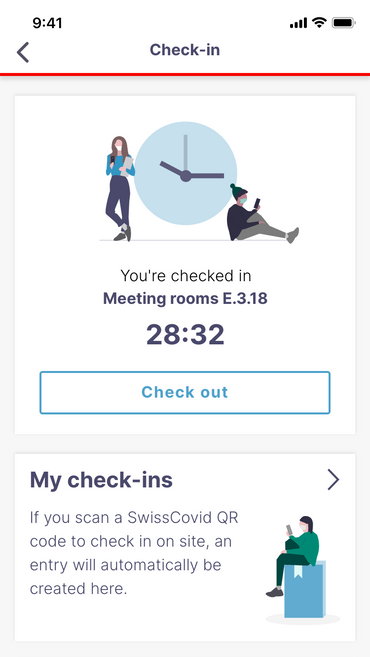 9:41
Check-in
You're checked in
Meeting rooms E.3.18
28:32
Check out
My check-ins
If you scan a SwissCovid QR
code to check in on site, an
entry will automatically be
created here.